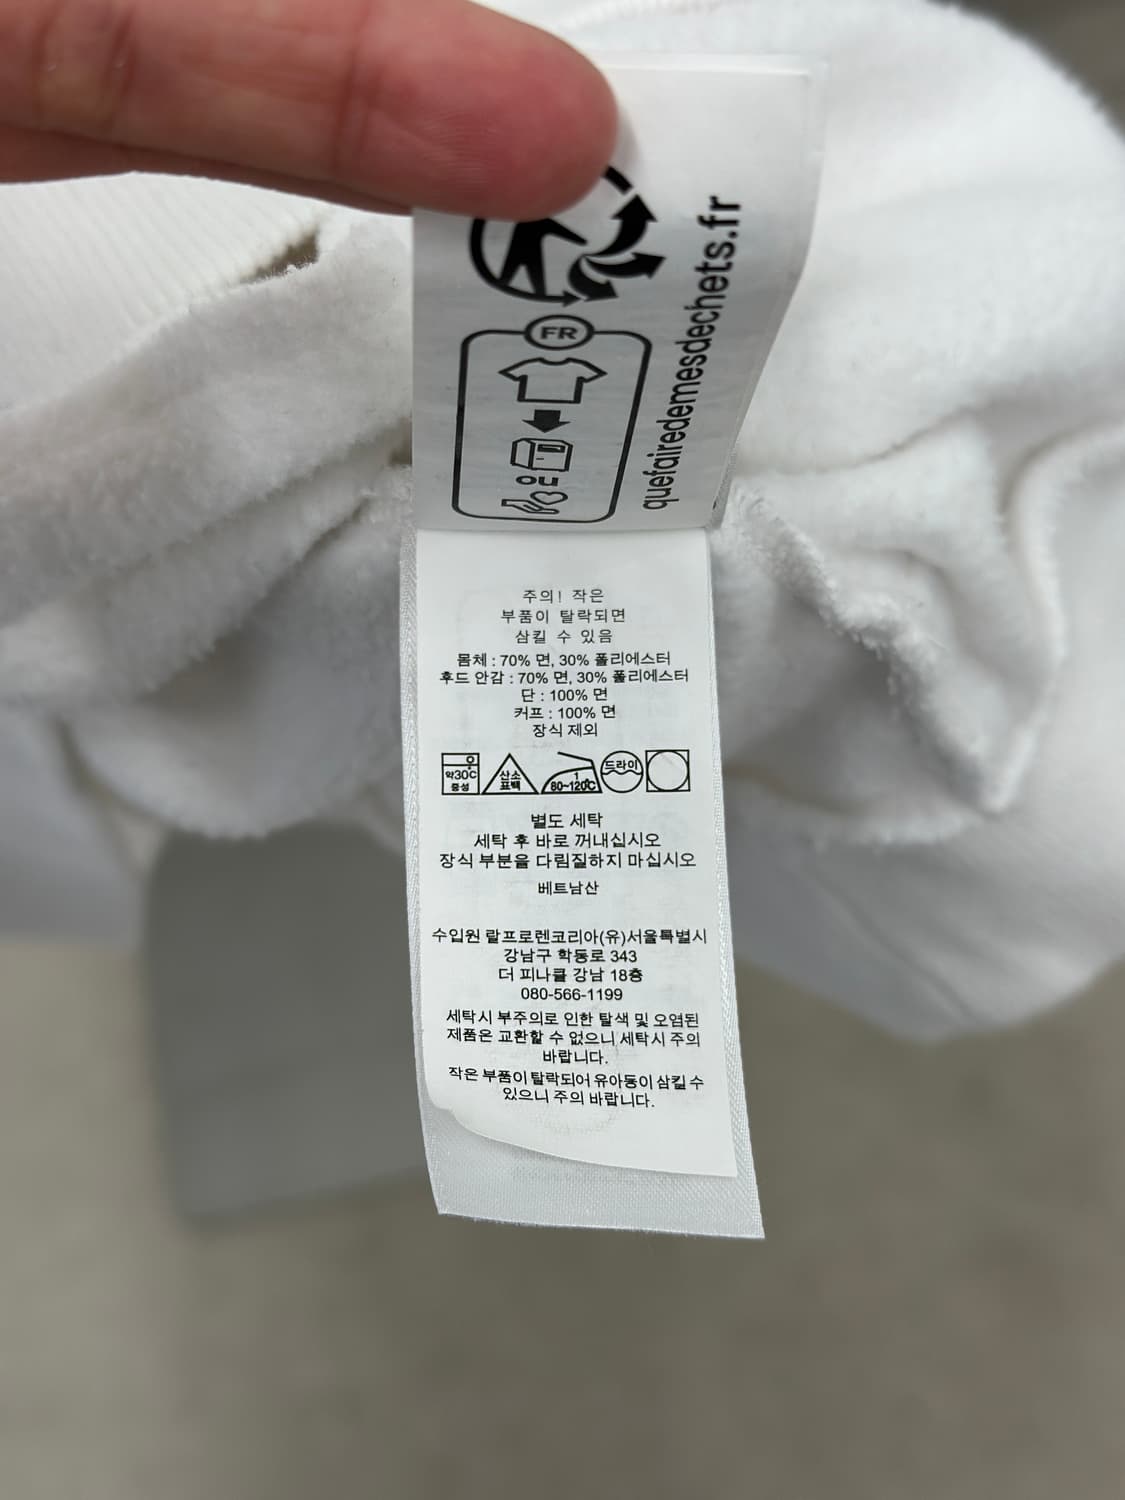 quefairedemesdechets.fr
FR
OU
주의! 작은
부품이 탈락되면
삼킬 수 있음
몸체 : 70% 면, 30% 폴리에스터
후드 안감 : 70% 면, 30% 폴리에스터
단 : 100% 면
커프 : 100% 면
장식 제외
약30℃
중성
산소
표백
1
80~120℃
드라이
별도 세탁
세탁 후 바로 꺼내십시오
장식 부분을 다림질하지 마십시오
베트남산
수입원 랄프로렌코리아(유)서울특별시
강남구 학동로 343
더 피나클 강남 18층
080-566-1199
세탁시 부주의로 인한 탈색 및 오염된
제품은 교환할 수 없으니 세탁시 주의
바랍니다.
작은 부품이 탈락되어 유아동이 삼킬 수
있으니 주의 바랍니다.